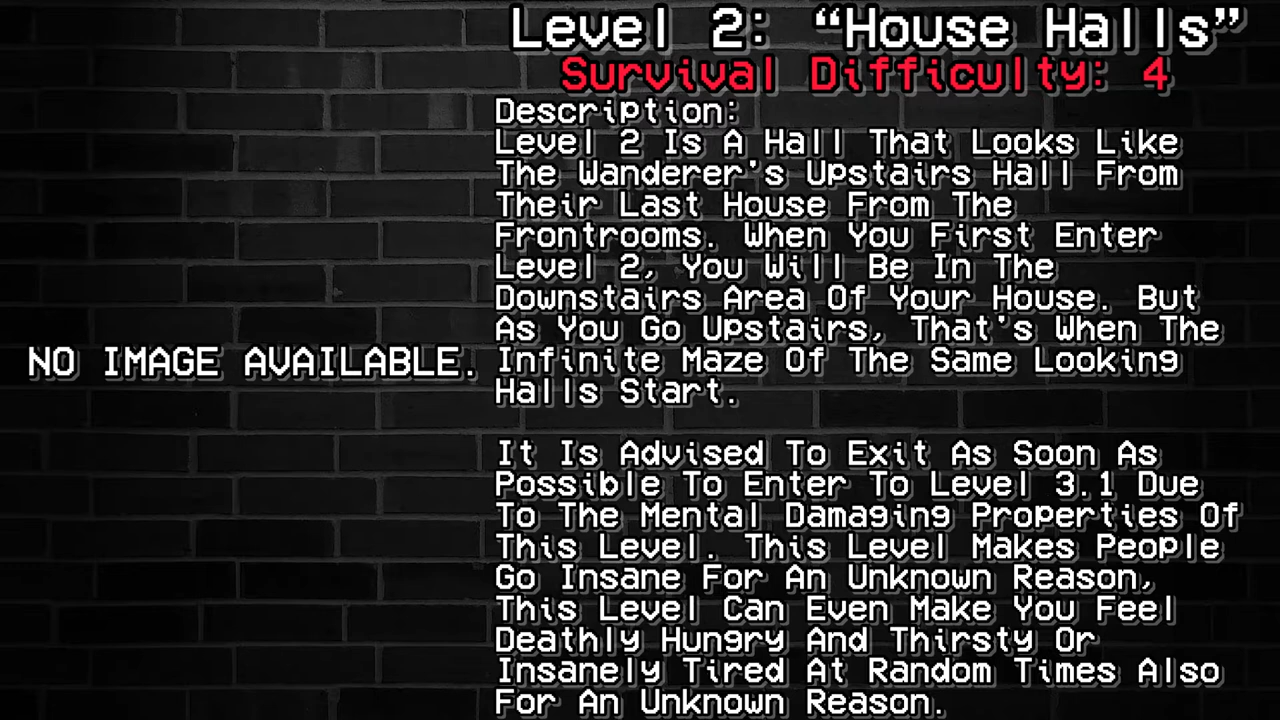 Level 2: “House Halls”
Survival Difficulty: 4
Description:
Level 2 Is A Hall That Looks Like
The Wanderer's Upstairs Hall From
Their Last House From The
Frontrooms. When You First Enter
Level 2, You Will Be In The
Downstairs Area Of Your House. But
As You Go Upstairs, That's When The
Infinite Maze Of The Same Looking
Halls Start.
NO IMAGE AVAILABLE.
It Is Advised To Exit As Soon As
Possible To Enter To Level 3.1 Due
To The Mental Damaging Properties Of
This Level. This Level Makes People
Go Insane For An Unknown Reason,
This Level Can Even Make You Feel
Deathly Hungry And Thirsty Or
Insanely Tired At Random Times Also
For An Unknown Reason.